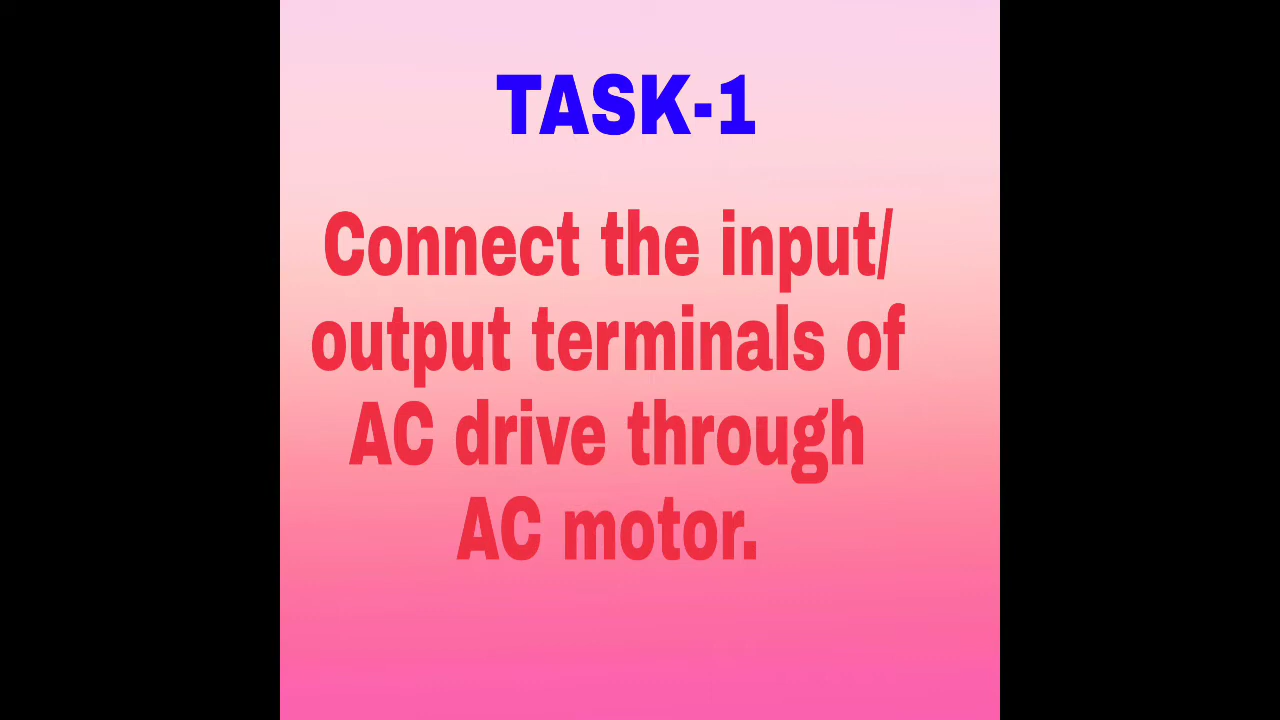 TASK-1
Connect the input/
output terminals of
AC drive through
AC motor.